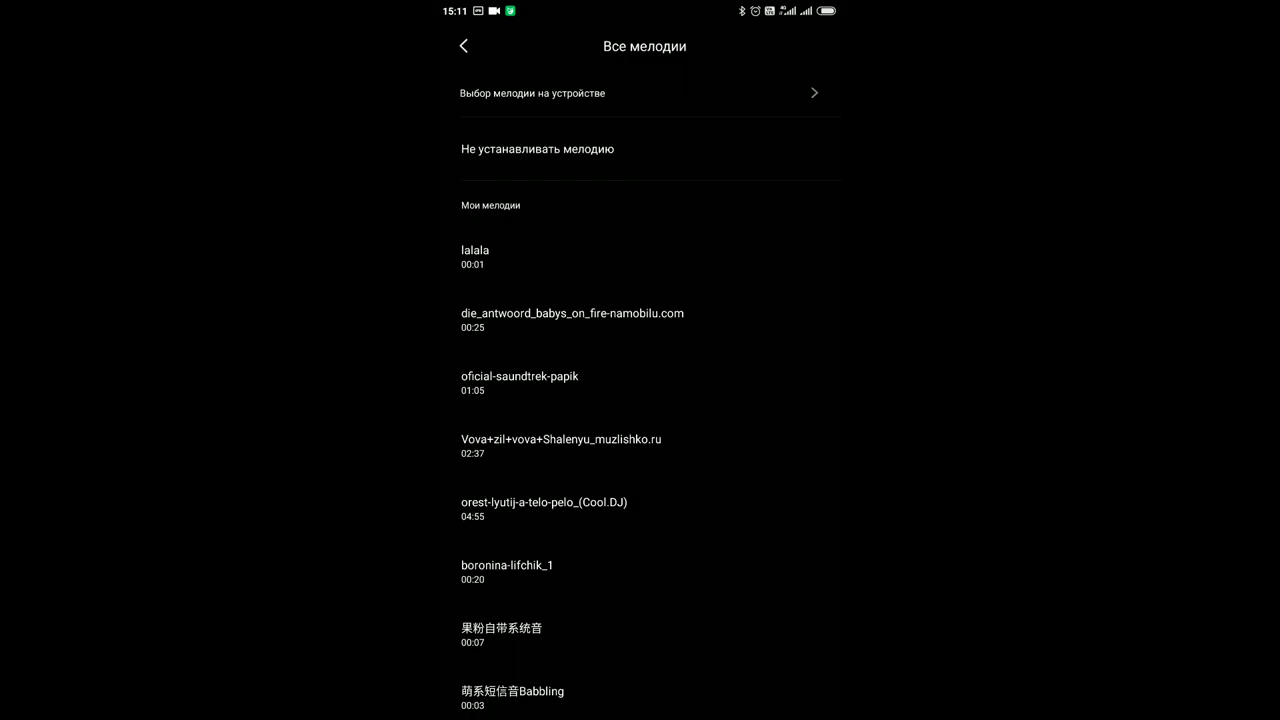 15:11
Все мелодии
Выбор мелодии на устройстве
Не устанавливать мелодию
Мои мелодии
lalala
00:01
die_antwoord_babys_on_fire-namobilu.com
00:25
oficial-saundtrek-papik
01:05
Vova+zil+vova+Shalenyu_muzlishko.ru
02:37
orest-lyutij-a-telo-pelo_(Cool.DJ)
04:55
boronina-lifchik_1
00:20
果粉自带系统音
00:07
萌系短信音Babbling
00:03